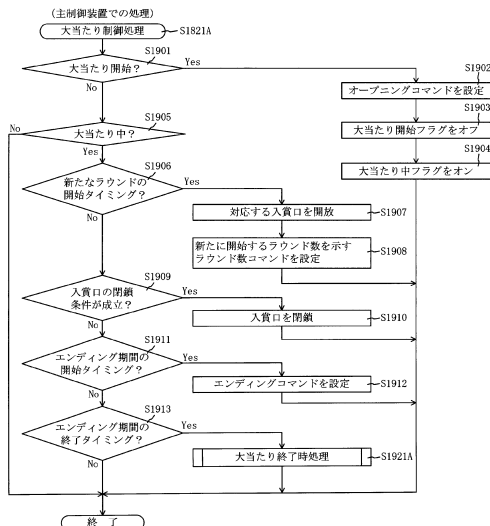 (主制御装置での処理)
大当たり制御処理
S1821A
S1901
大当たり開始？
Yes
No
S1902
オープニングコマンドを設定
S1903
大当たり開始フラグをオフ
S1904
大当たり中フラグをオン
S1905
No
大当たり中？
Yes
S1906
新たなラウンドの
開始タイミング？
Yes
No
対応する入賞口を開放
S1907
新たに開始するラウンド数を示す
ラウンド数コマンドを設定
S1908
S1909
入賞口の閉鎖
条件が成立？
Yes
No
入賞口を閉鎖
S1910
S1911
エンディング期間の
開始タイミング？
Yes
No
エンディングコマンドを設定
S1912
S1913
エンディング期間の
終了タイミング？
Yes
No
大当たり終了時処理
S1921A
終了